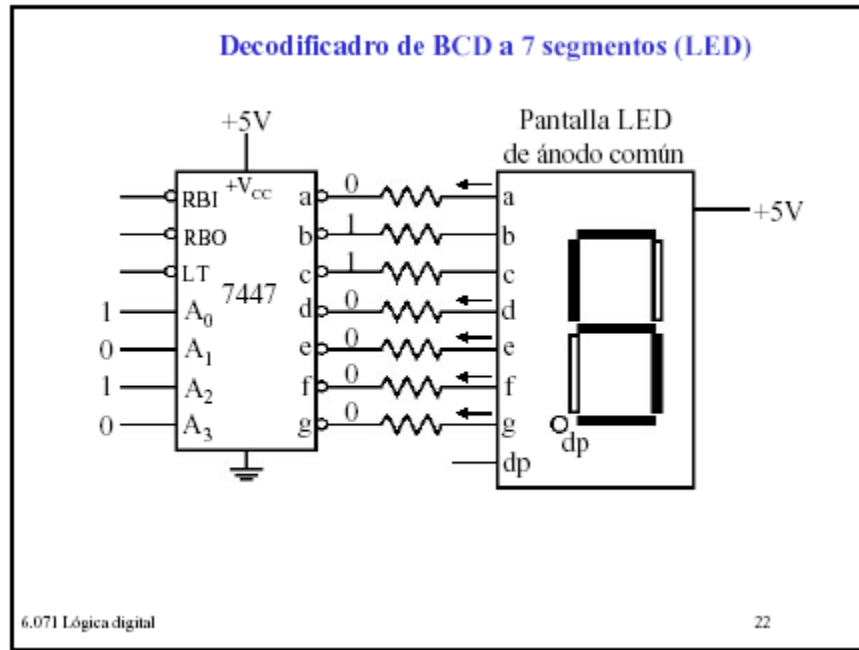 Decodificadro de BCD a 7 segmentos (LED)
+5V
Pantalla LED
de ánodo común
+VCC
RBI
a
0
a
+5V
RBO
b
1
b
LT
c
1
c
7447
1
A0
d
0
d
0
A1
e
0
e
1
A2
f
0
f
0
A3
g
0
g
dp
dp
6.071 Lógica digital
22